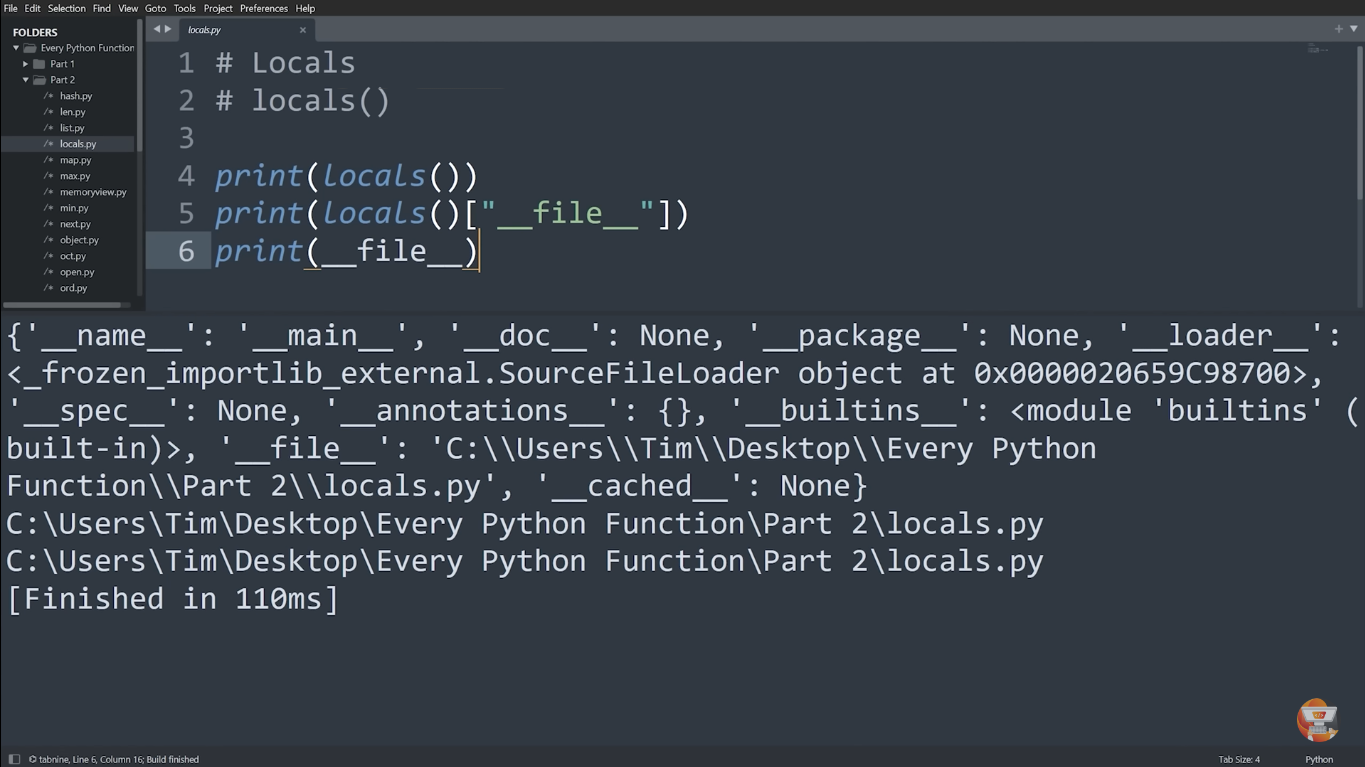 File Edit Selection Find View Goto Tools Project Preferences Help
FOLDERS
Every Python Function
Part 1
Part 2
/* hash.py
/* len.py
/* list.py
/* locals.py
/* map.py
/* max.py
/* memoryview.py
/* min.py
/* next.py
/* object.py
/* oct.py
/* open.py
/* ord.py
locals.py ×
1 # Locals
2 # locals()
3
4 print(locals())
5 print(locals()["__file__"])
6 print(__file__)
{'__name__': '__main__', '__doc__': None, '__package__': None, '__loader__':
<_frozen_importlib_external.SourceFileLoader object at 0x0000020659C98700>,
'__spec__': None, '__annotations__': {}, '__builtins__': <module 'builtins' (
built-in)>, '__file__': 'C:\\Users\\Tim\\Desktop\\Every Python
Function\\Part 2\\locals.py', '__cached__': None}
C:\Users\Tim\Desktop\Every Python Function\Part 2\locals.py
C:\Users\Tim\Desktop\Every Python Function\Part 2\locals.py
[Finished in 110ms]
tabnine, Line 6, Column 16; Build finished
Tab Size: 4 Python